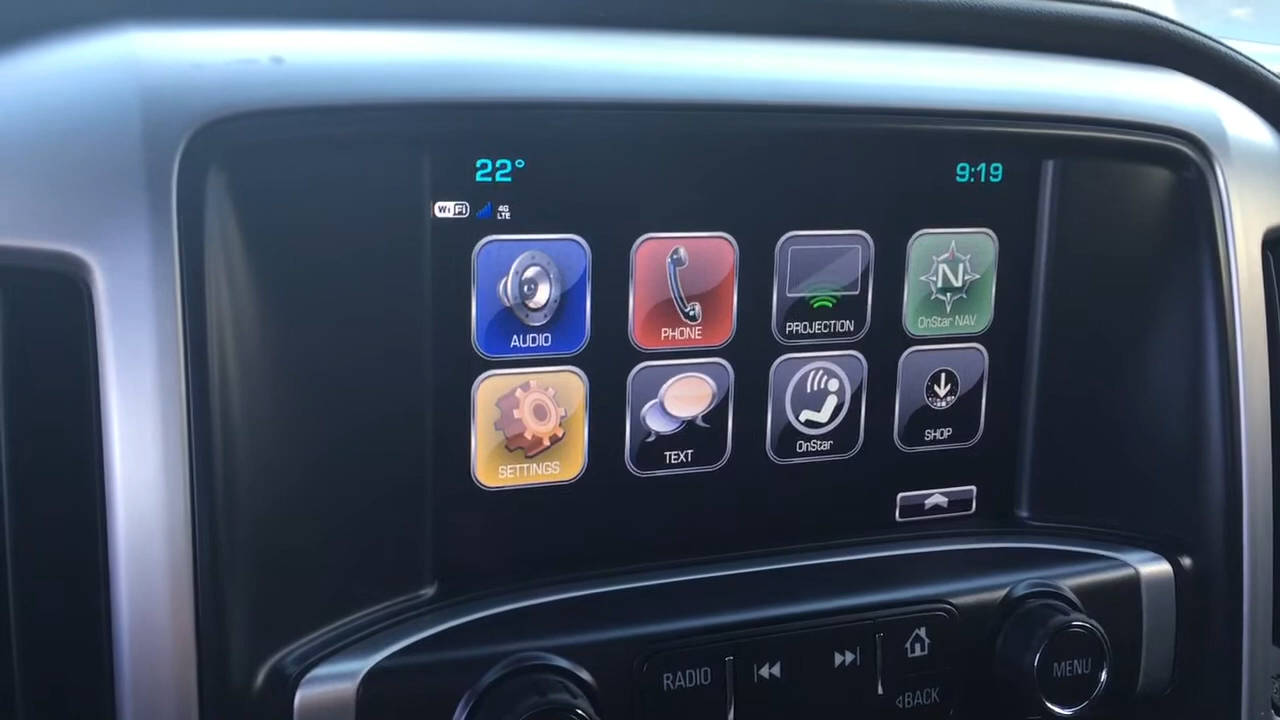 22°
9:19
WiFi 4G LTE
AUDIO
PHONE
PROJECTION
N
OnStar NAV
SETTINGS
TEXT
OnStar
SHOP
RADIO
BACK
MENU